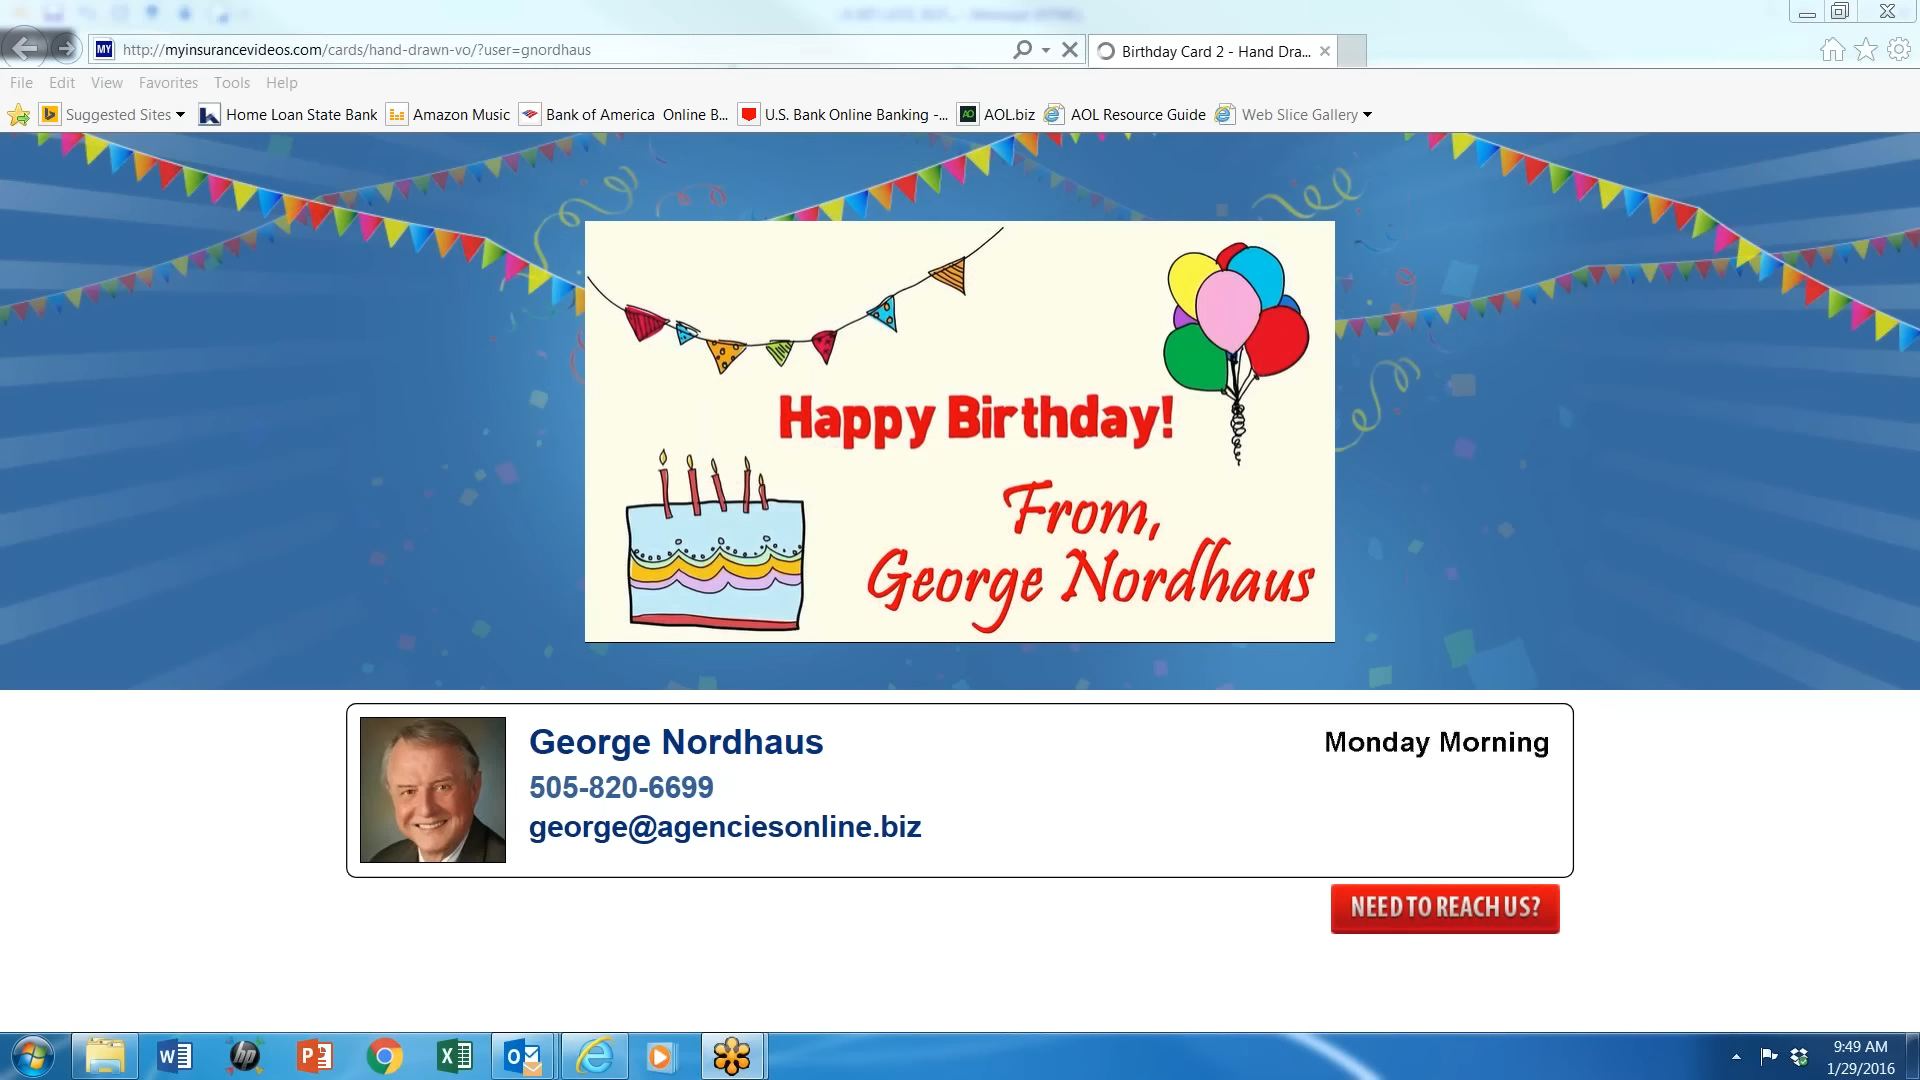 MY http://myinsurancevideos.com/cards/hand-drawn-vo/?user=gnordhaus
Birthday Card 2 - Hand Dra...
File Edit View Favorites Tools Help
Suggested Sites Home Loan State Bank Amazon Music Bank of America Online B... U.S. Bank Online Banking -... AOL.biz AOL Resource Guide Web Slice Gallery
Happy Birthday!
From,
George Nordhaus
George Nordhaus
Monday Morning
505-820-6699
george@agenciesonline.biz
NEED TO REACH US?
9:49 AM
1/29/2016